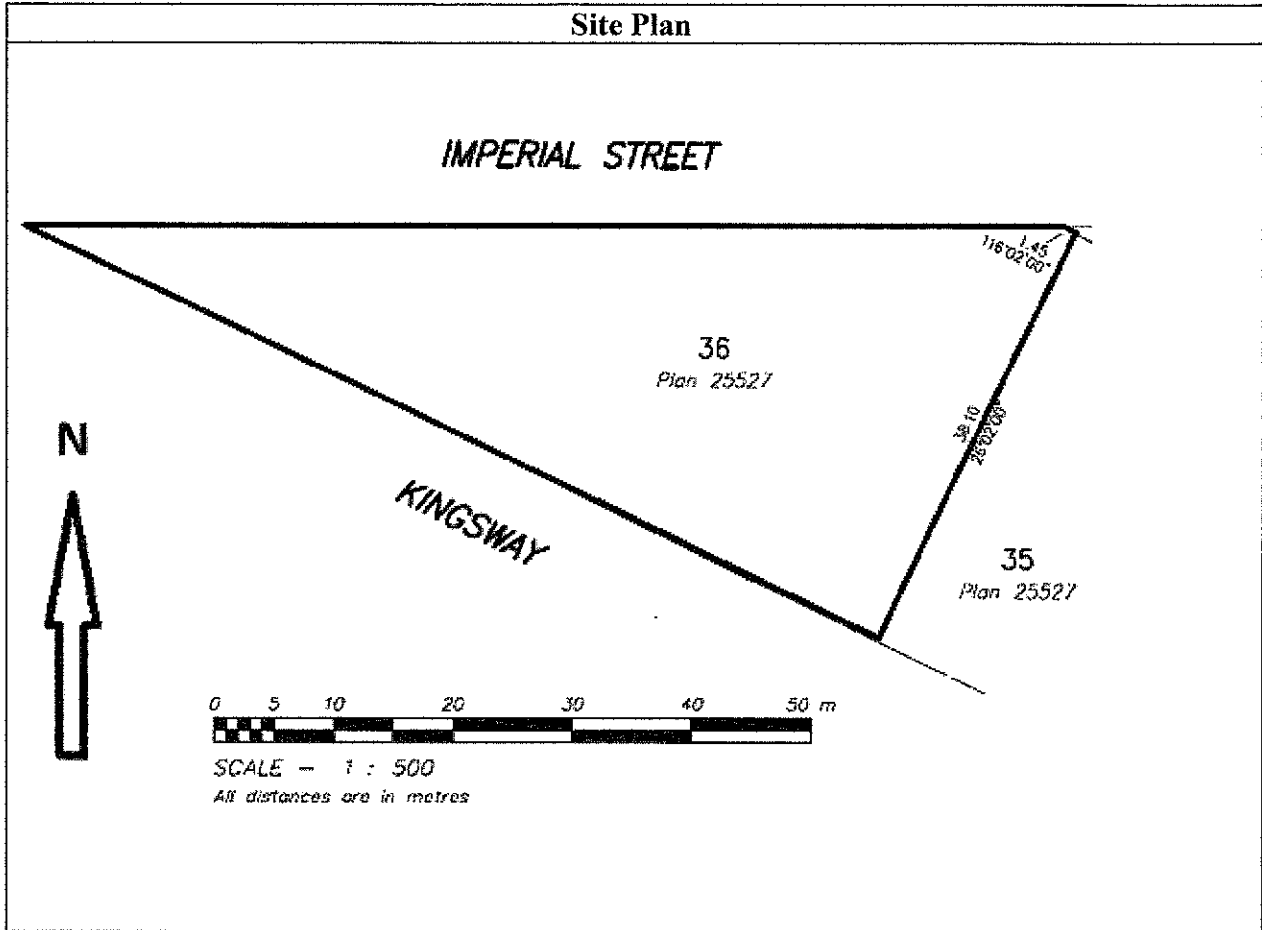 Site Plan
IMPERIAL STREET
1.45
116°02'00"
36
Plan 25527
38.10
26°02'00"
N
KINGSWAY
35
Plan 25527
0 5 10 20 30 40 50 m
SCALE - 1 : 500
All distances are in metres